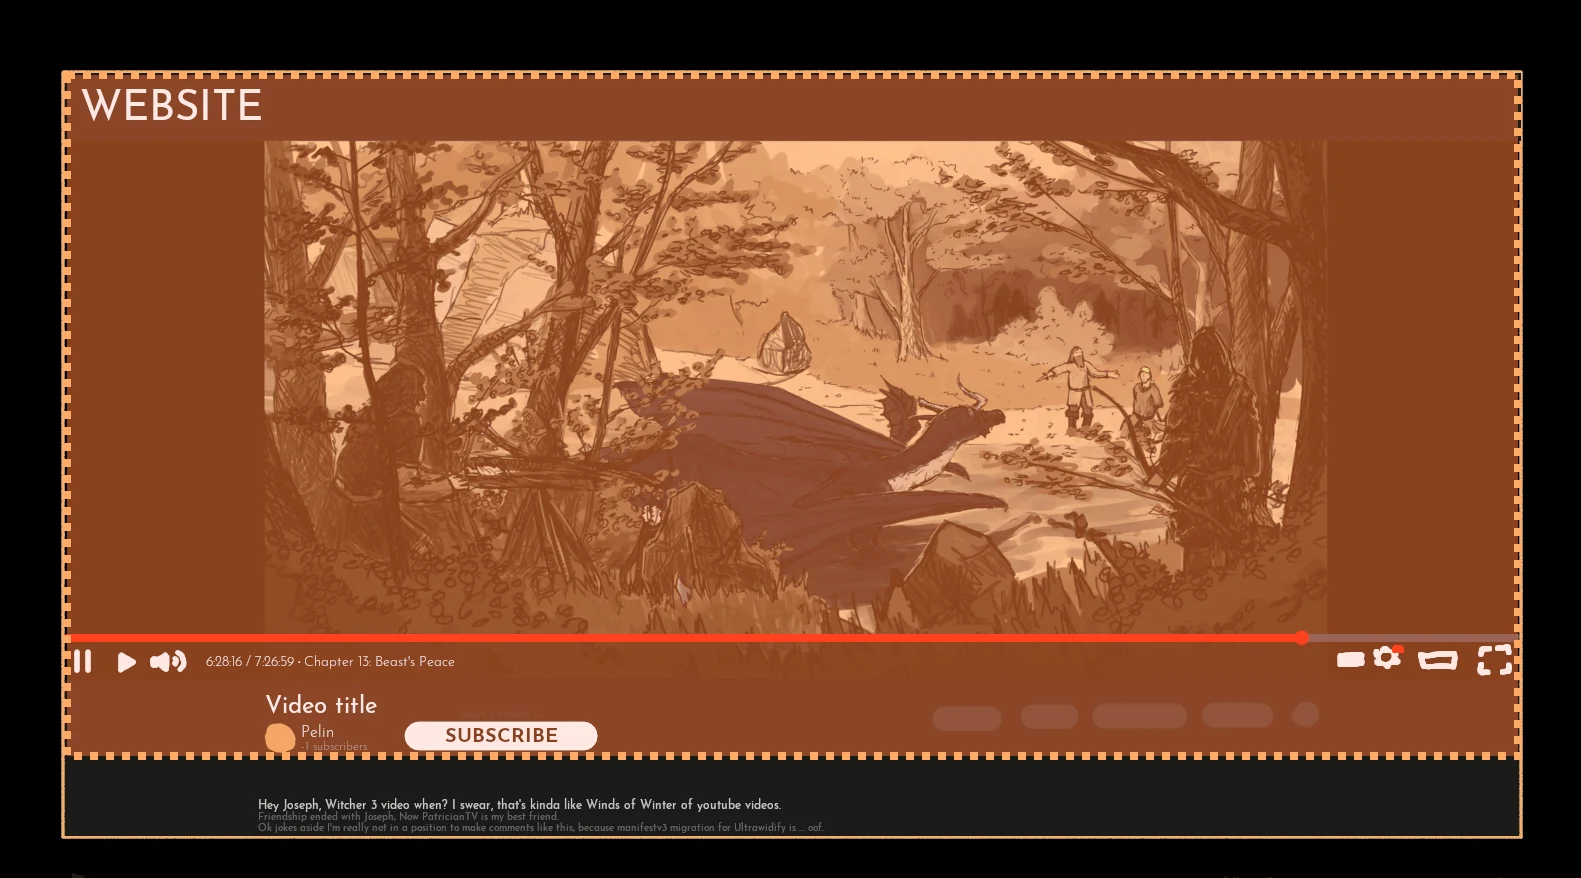 WEBSITE
6:28:16 / 7:26:59 • Chapter 13: Beast's Peace
Video title
Pelin
-1 subscribers
SUBSCRIBE
Hey Joseph, Witcher 3 video when? I swear, that's kinda like Winds of Winter of youtube videos.
Friendship ended with Joseph, Now PatricianTV is my best friend.
Ok jokes aside I'm really not in a position to make comments like this, because manifestv3 migration for Ultrawidify is ... oof.